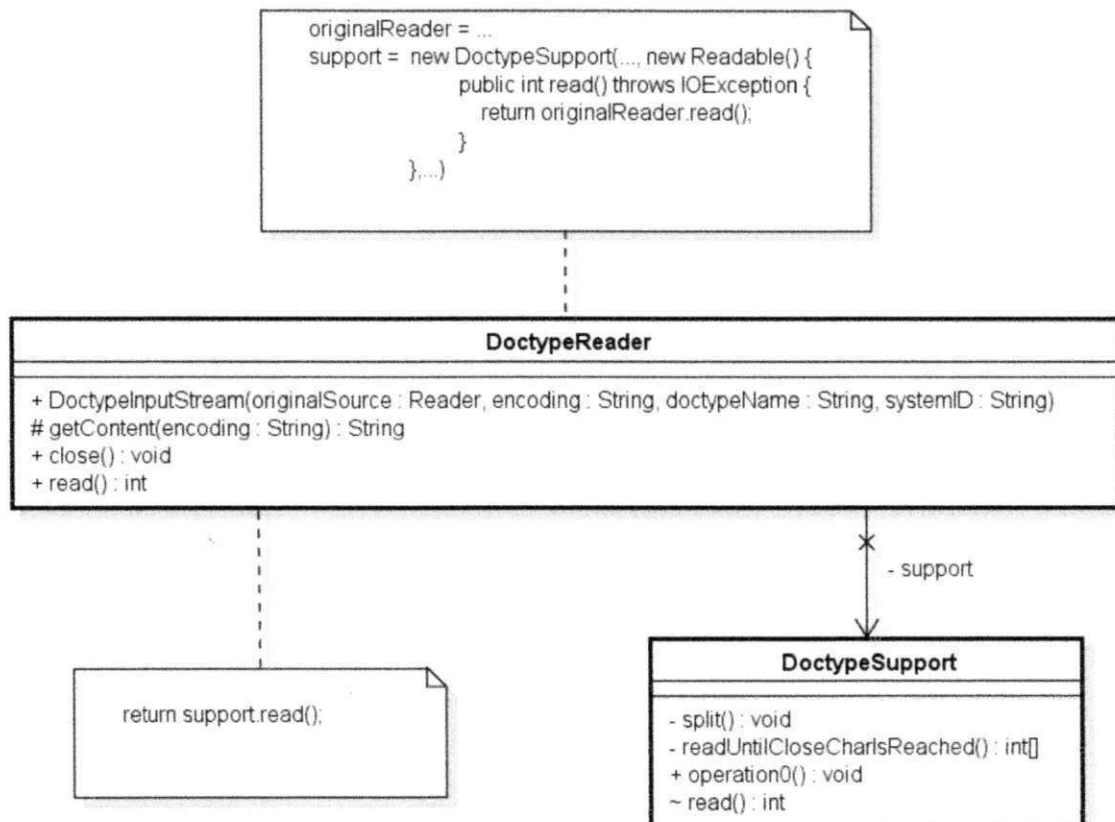 originalReader = ...
support = new DoctypeSupport(..., new Readable() {
public int read() throws IOException {
return originalReader.read();
}
},...)
DoctypeReader
+ DoctypeInputStream(originalSource : Reader, encoding : String, doctypeName : String, systemID : String)
# getContent(encoding : String) : String
+ close() : void
+ read() : int
- support
return support.read();
DoctypeSupport
- split() : void
- readUntilCloseCharIsReached() : int[]
+ operation0() : void
~ read() : int